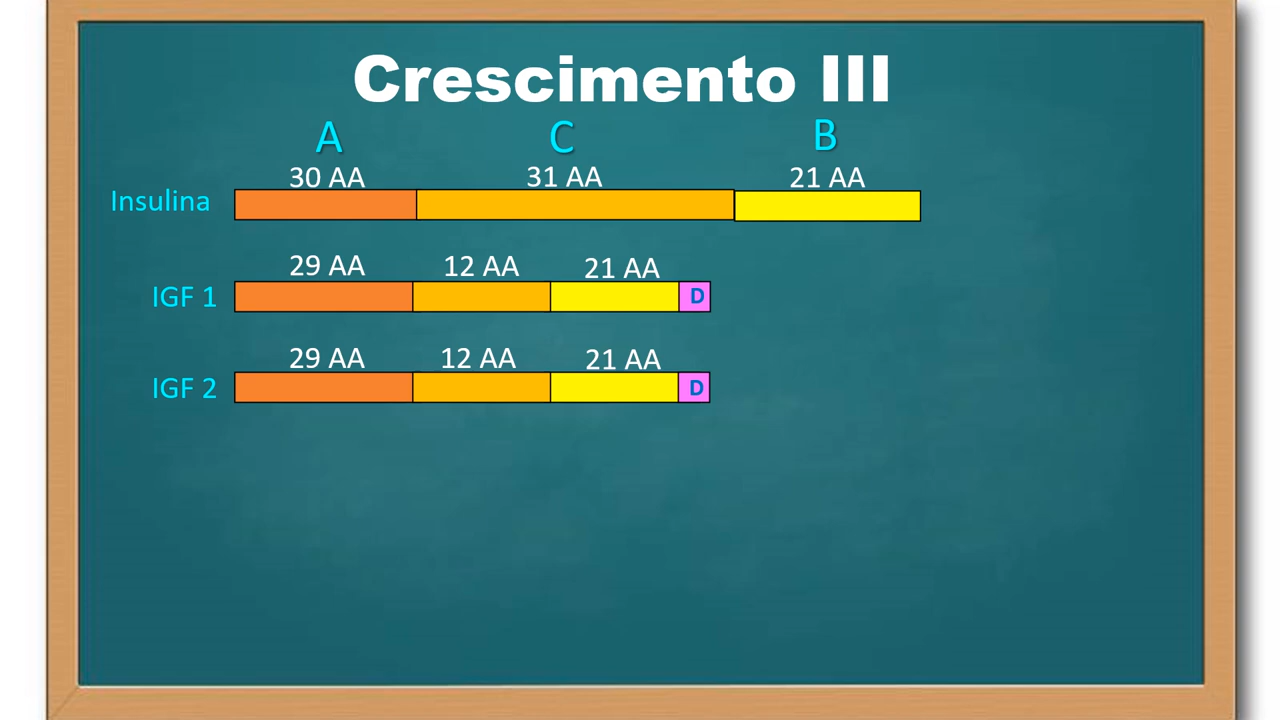 Crescimento III
A C B
30 AA 31 AA 21 AA
Insulina
29 AA 12 AA 21 AA
IGF 1 D
29 AA 12 AA 21 AA
IGF 2 D